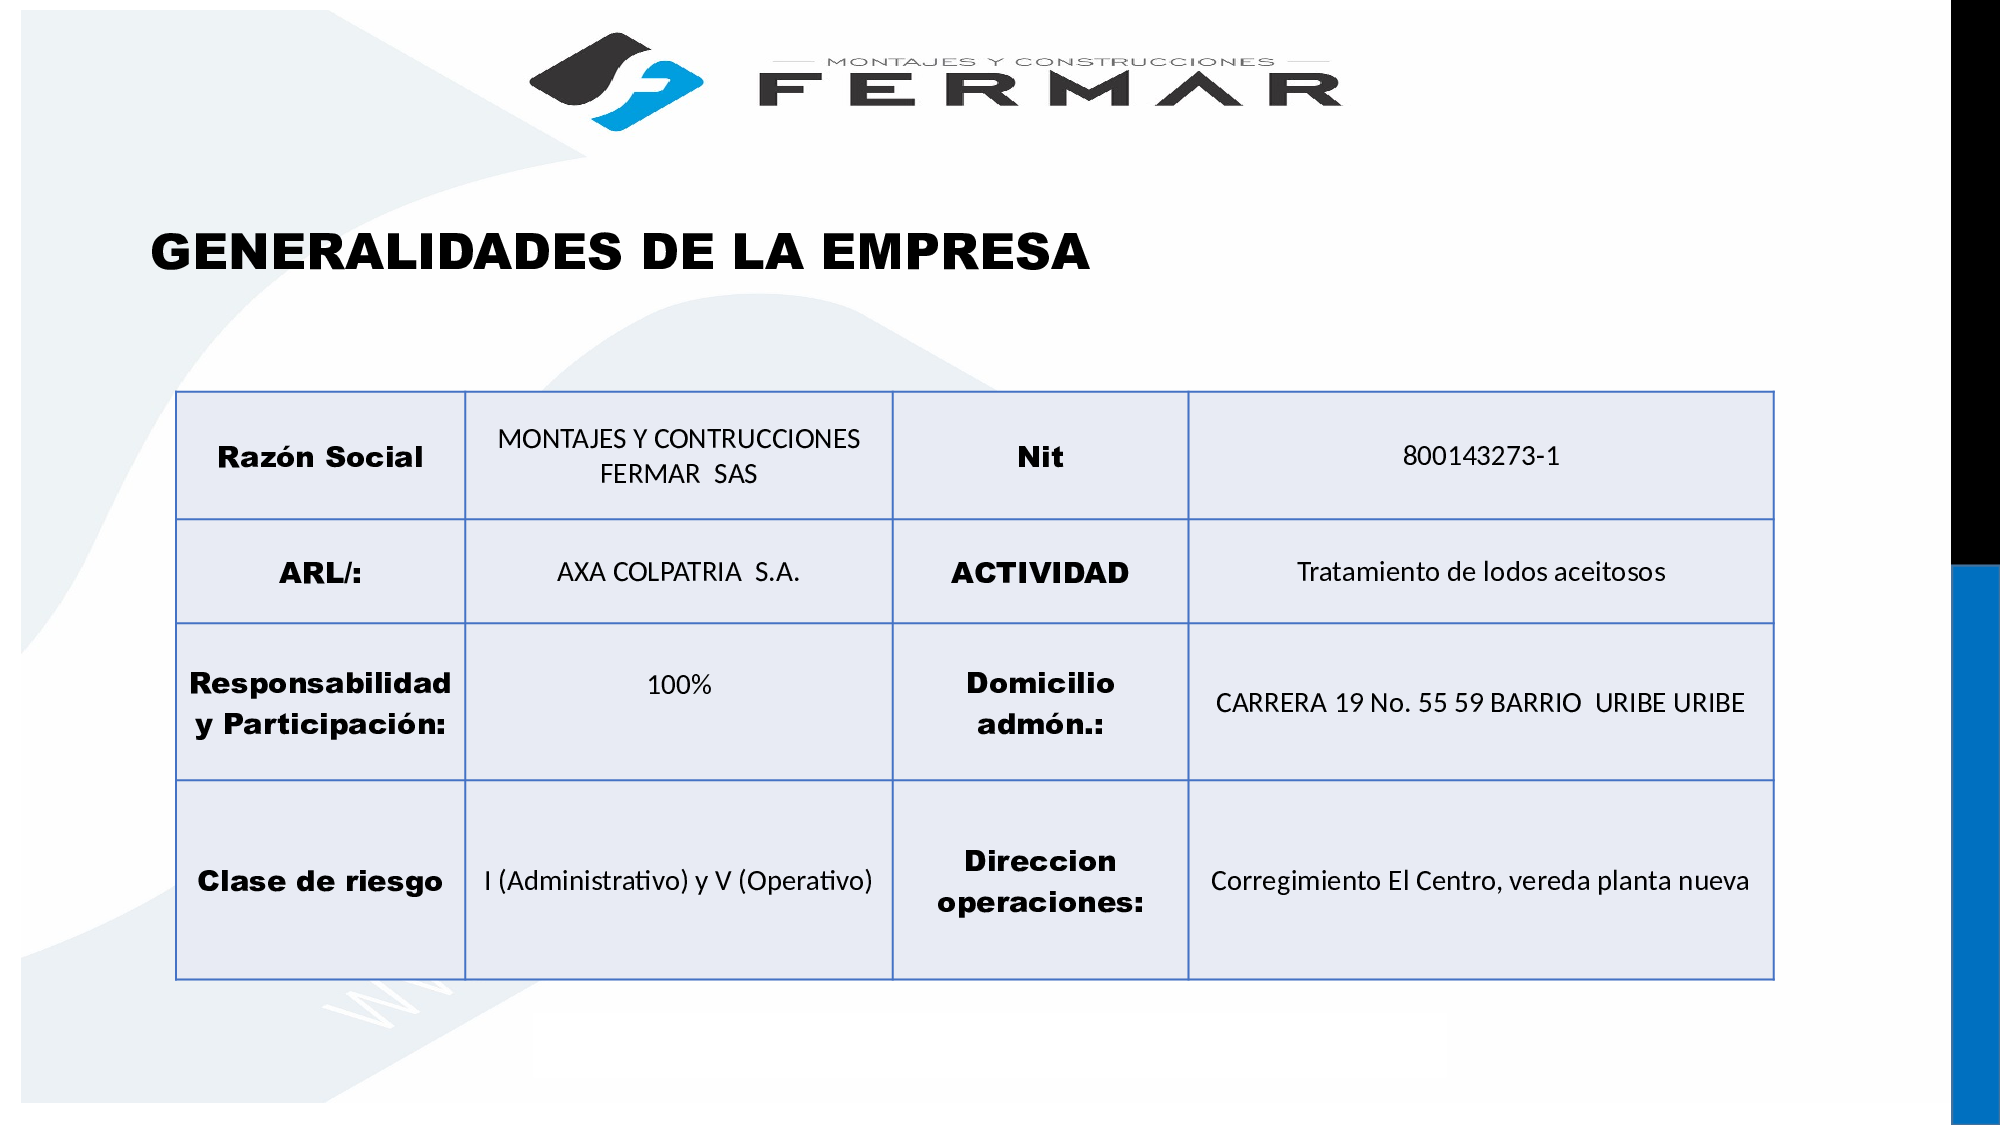 MONTAJES Y CONSTRUCCIONES
FERMAR
GENERALIDADES DE LA EMPRESA
Razón Social
MONTAJES Y CONTRUCCIONES
FERMAR SAS
Nit
800143273-1
ARL/:
AXA COLPATRIA S.A.
ACTIVIDAD
Tratamiento de lodos aceitosos
Responsabilidad
y Participación:
100%
Domicilio
admón.:
CARRERA 19 No. 55 59 BARRIO URIBE URIBE
Clase de riesgo
I (Administrativo) y V (Operativo)
Direccion
operaciones:
Corregimiento El Centro, vereda planta nueva